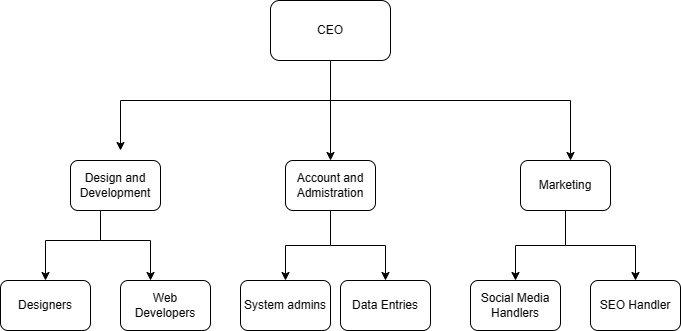 CEO
Design and
Development
Account and
Admistration
Marketing
Designers
Web
Developers
System admins
Data Entries
Social Media
Handlers
SEO Handler